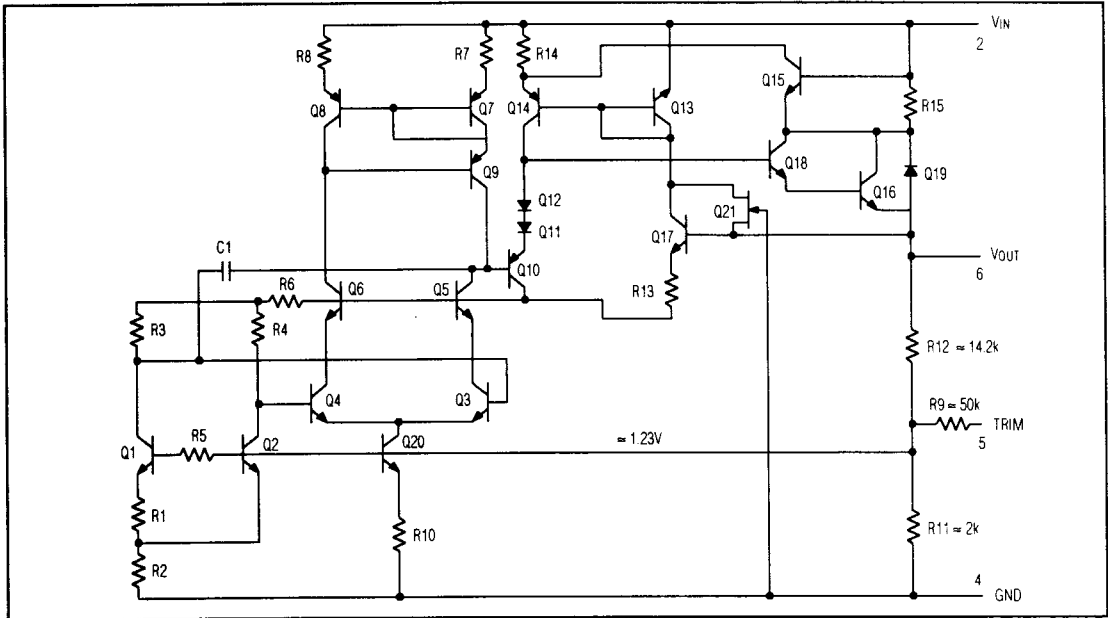 VIN
2
R8
R7
R14
Q15
Q8
Q7
Q14
Q13
R15
Q9
Q18
Q16
Q19
Q12
Q11
Q21
Q17
C1
Q10
VOUT
6
R6
Q6
Q5
R13
R3
R4
R12 ≈ 14.2k
Q4
Q3
R9 ≈ 50k
TRIM
5
Q1
R5
Q2
Q20
≈ 1.23V
R1
R10
R11 ≈ 2k
R2
4
GND